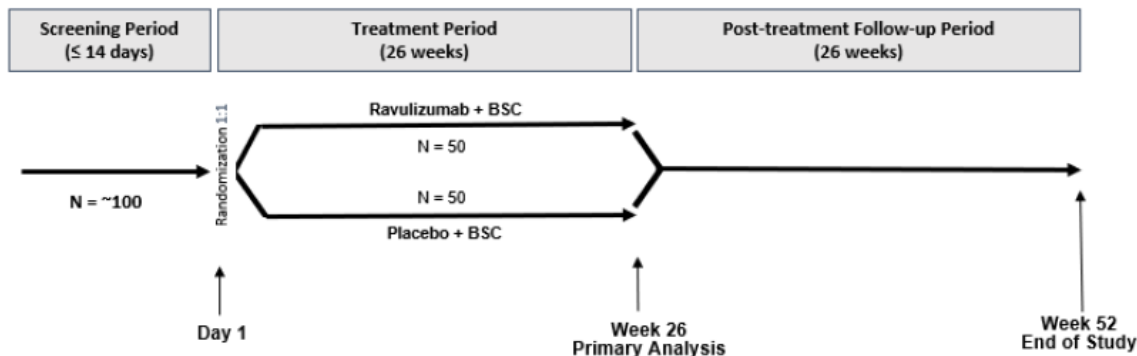 Screening Period
(≤ 14 days)
Treatment Period
(26 weeks)
Post-treatment Follow-up Period
(26 weeks)
Randomization 1:1
Ravulizumab + BSC
N = 50
N = ~100
N = 50
Placebo + BSC
Day 1
Week 26
Primary Analysis
Week 52
End of Study